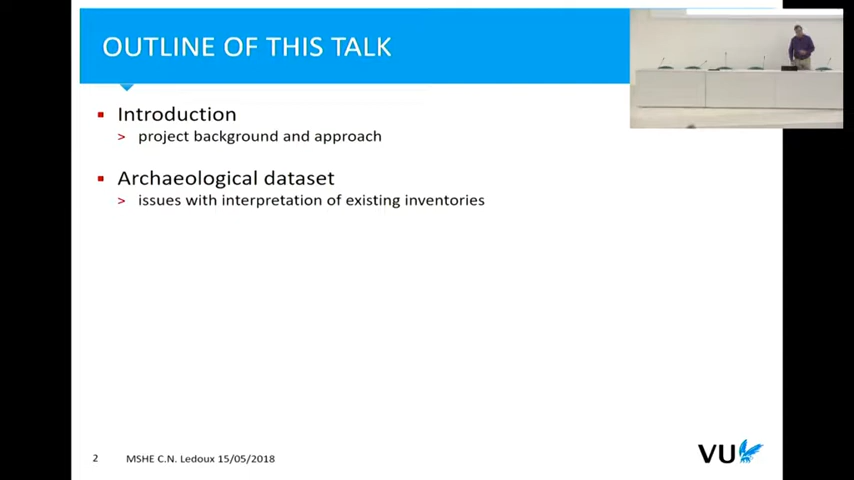 OUTLINE OF THIS TALK
Introduction
> project background and approach
Archaeological dataset
> issues with interpretation of existing inventories
2 MSHE C.N. Ledoux 15/05/2018
VU